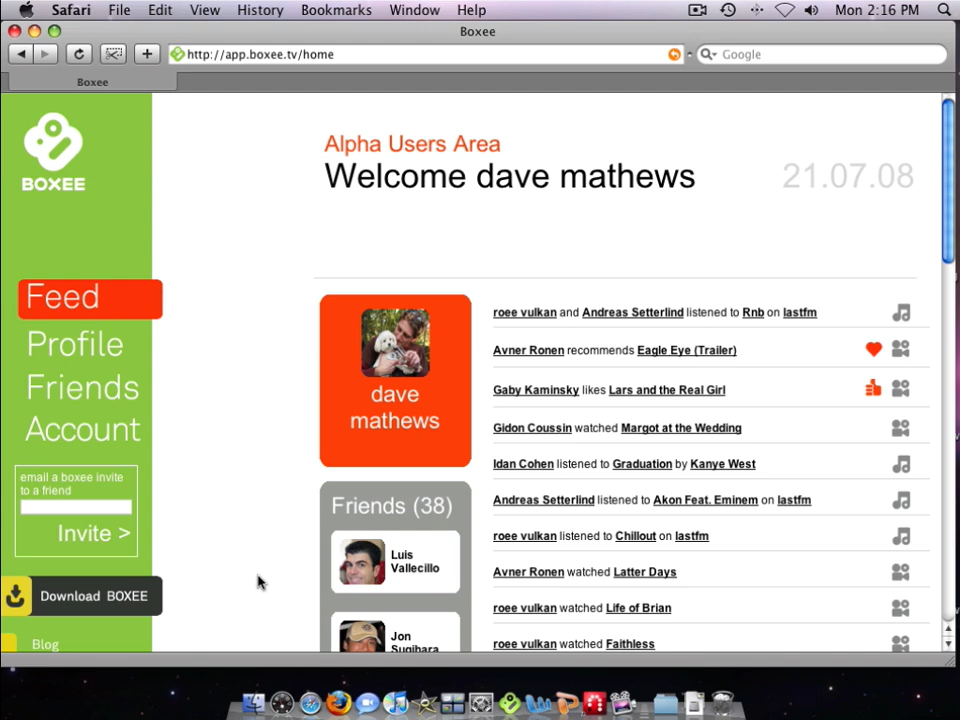 Safari File Edit View History Bookmarks Window Help Mon 2:16 PM
Boxee
http://app.boxee.tv/home Google
Boxee
BOXEE
Alpha Users Area
Welcome dave mathews 21.07.08
Feed
Profile
Friends
Account
email a boxee invite
to a friend
Invite >
Download BOXEE
Blog
dave
mathews
Friends (38)
Luis
Vallecillo
Jon
Sugihara
roee vulkan and Andreas Setterlind listened to Rnb on lastfm
Avner Ronen recommends Eagle Eye (Trailer)
Gaby Kaminsky likes Lars and the Real Girl
Gidon Coussin watched Margot at the Wedding
Idan Cohen listened to Graduation by Kanye West
Andreas Setterlind listened to Akon Feat. Eminem on lastfm
roee vulkan listened to Chillout on lastfm
Avner Ronen watched Latter Days
roee vulkan watched Life of Brian
roee vulkan watched Faithless